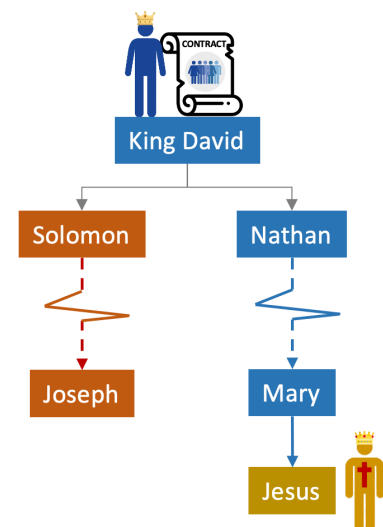 CONTRACT
King David
Solomon
Nathan
Joseph
Mary
Jesus